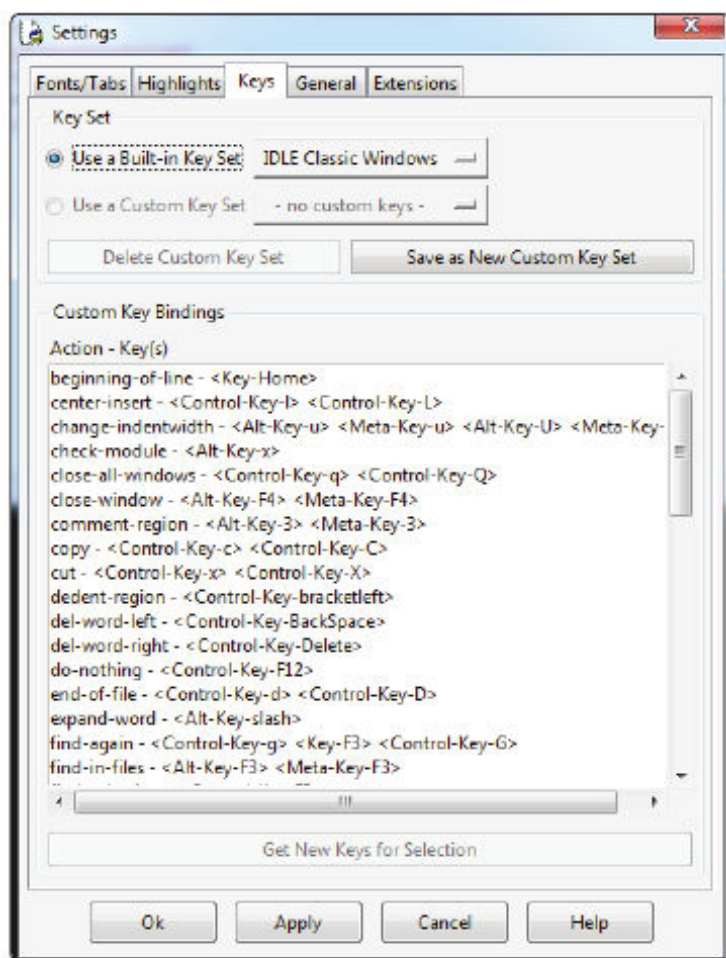 Settings
Fonts/Tabs Highlights Keys General Extensions
Key Set
Use a Built-in Key Set IDLE Classic Windows
Use a Custom Key Set - no custom keys -
Delete Custom Key Set Save as New Custom Key Set
Custom Key Bindings
Action - Key(s)
beginning-of-line - <Key-Home>
center-insert - <Control-Key-l> <Control-Key-L>
change-indentwidth - <Alt-Key-u> <Meta-Key-u> <Alt-Key-U> <Meta-Key-
check-module - <Alt-Key-x>
close-all-windows - <Control-Key-q> <Control-Key-Q>
close-window - <Alt-Key-F4> <Meta-Key-F4>
comment-region - <Alt-Key-3> <Meta-Key-3>
copy - <Control-Key-c> <Control-Key-C>
cut - <Control-Key-x> <Control-Key-X>
dedent-region - <Control-Key-bracketleft>
del-word-left - <Control-Key-BackSpace>
del-word-right - <Control-Key-Delete>
do-nothing - <Control-Key-F12>
end-of-file - <Control-Key-d> <Control-Key-D>
expand-word - <Alt-Key-slash>
find-again - <Control-Key-g> <Key-F3> <Control-Key-G>
find-in-files - <Alt-Key-F3> <Meta-Key-F3>
Get New Keys for Selection
Ok Apply Cancel Help